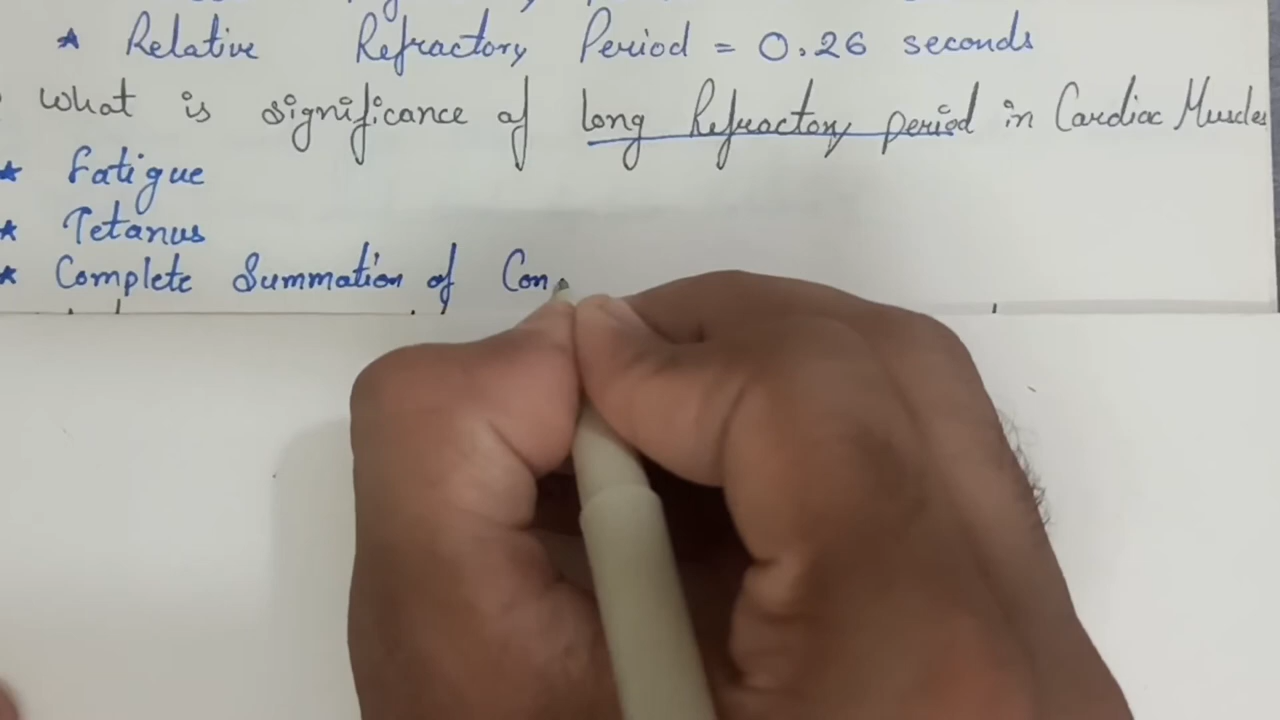 ★ Relative Refractory Period = 0.26 seconds
What is significance of long Refractory period in Cardiac Muscles
★ Fatigue
★ Tetanus
★ Complete Summation of Con